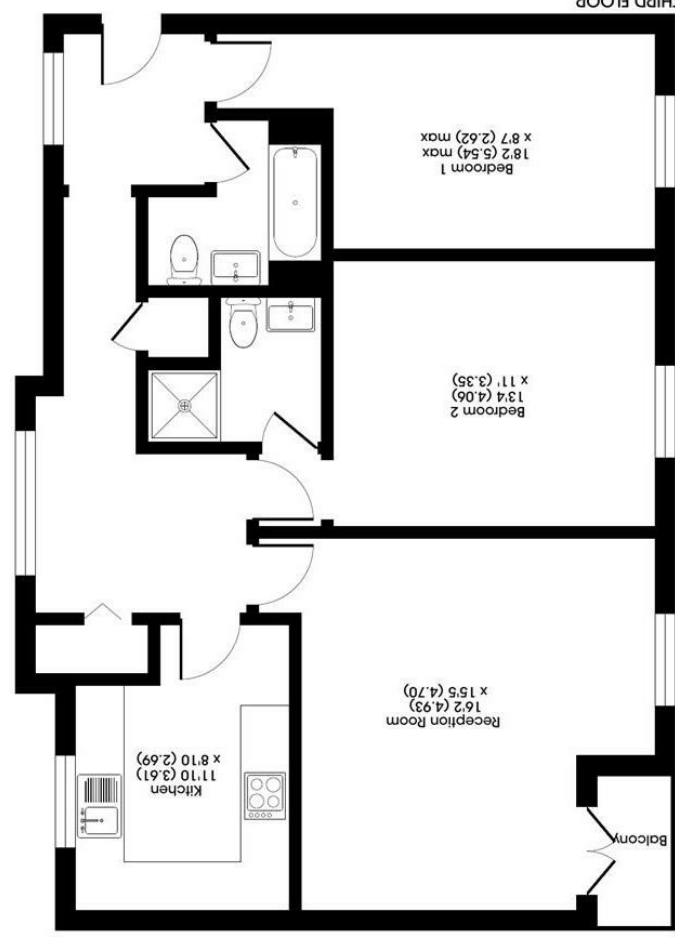 Balcony
Kitchen
11'10 (3.61)
x 8'10 (2.69)
Reception Room
16'2 (4.93)
x 15'5 (4.70)
Bedroom 2
13'4 (4.06)
x 11' (3.35)
Bedroom 1
18'2 (5.54) max
x 8'7 (2.62) max
THIRD FLOOR